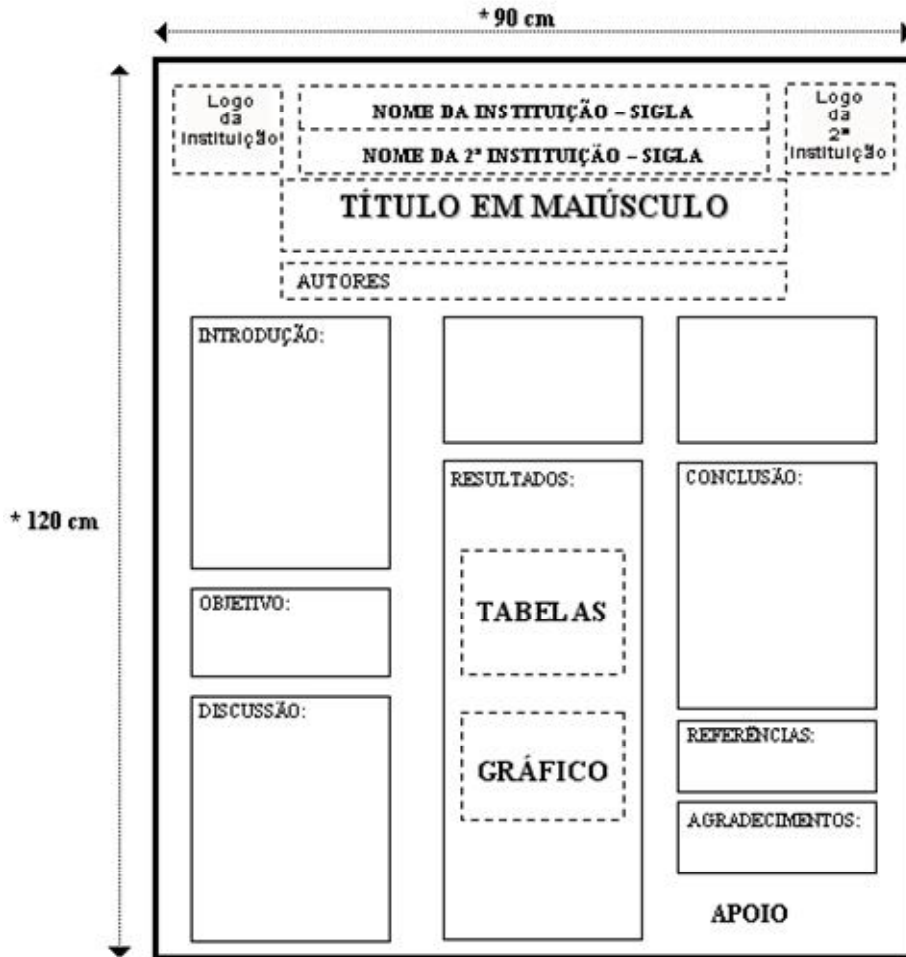 * 90 cm
Logo
da
Instituição
NOME DA INSTITUIÇÃO – SIGLA
NOME DA 2ª INSTITUIÇÃO – SIGLA
Logo
da
2ª
Instituição
TÍTULO EM MAIÚSCULO
AUTORES
* 120 cm
INTRODUÇÃO:
OBJETIVO:
DISCUSSÃO:
RESULTADOS:
TABELAS
GRÁFICO
CONCLUSÃO:
REFERÊNCIAS:
AGRADECIMENTOS:
APOIO